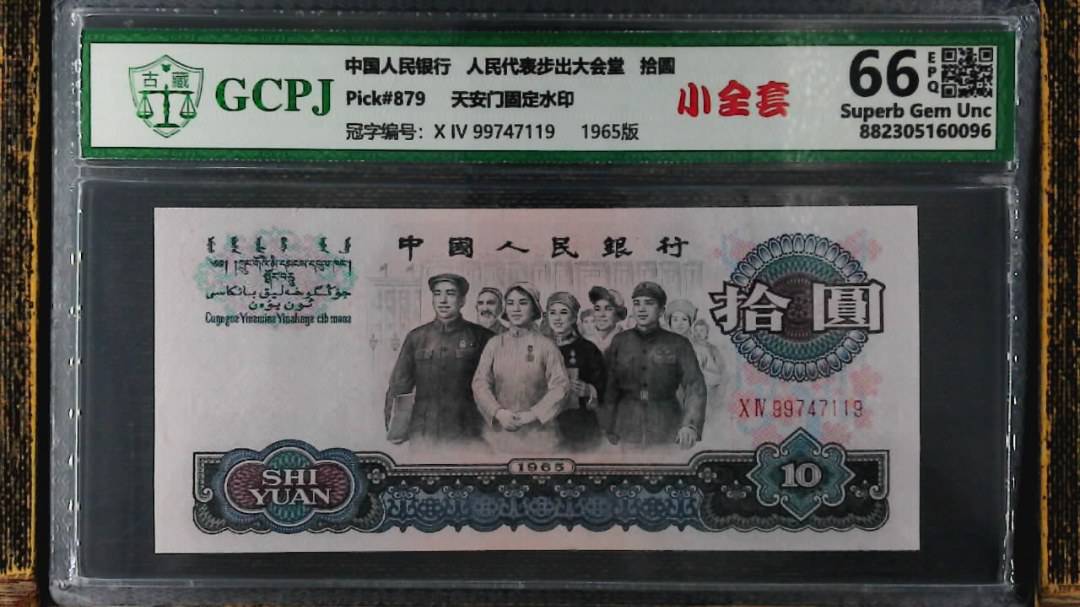 古 藏
GCPJ
中国人民银行 人民代表步出大会堂 拾圆
Pick#879 天安门固定水印
冠字编号: X IV 99747119 1965版
小全套
66 EPQ
Superb Gem Unc
882305160096
中國人民銀行
拾圓
X IV 99747119
SHI
YUAN
1965
10